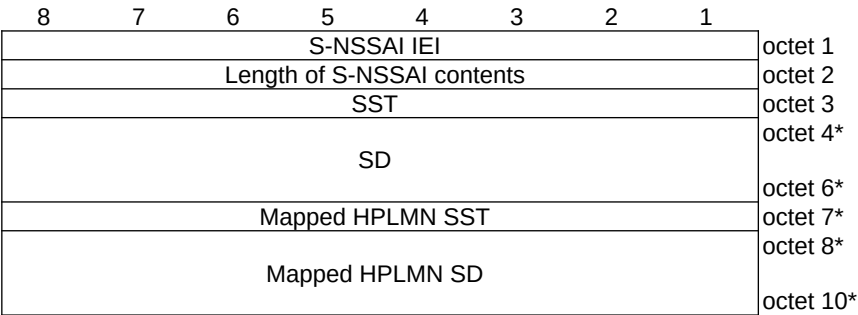 8 7 6 5 4 3 2 1
S-NSSAI IEI octet 1
Length of S-NSSAI contents octet 2
SST octet 3
octet 4*
SD
octet 6*
Mapped HPLMN SST octet 7*
octet 8*
Mapped HPLMN SD
octet 10*